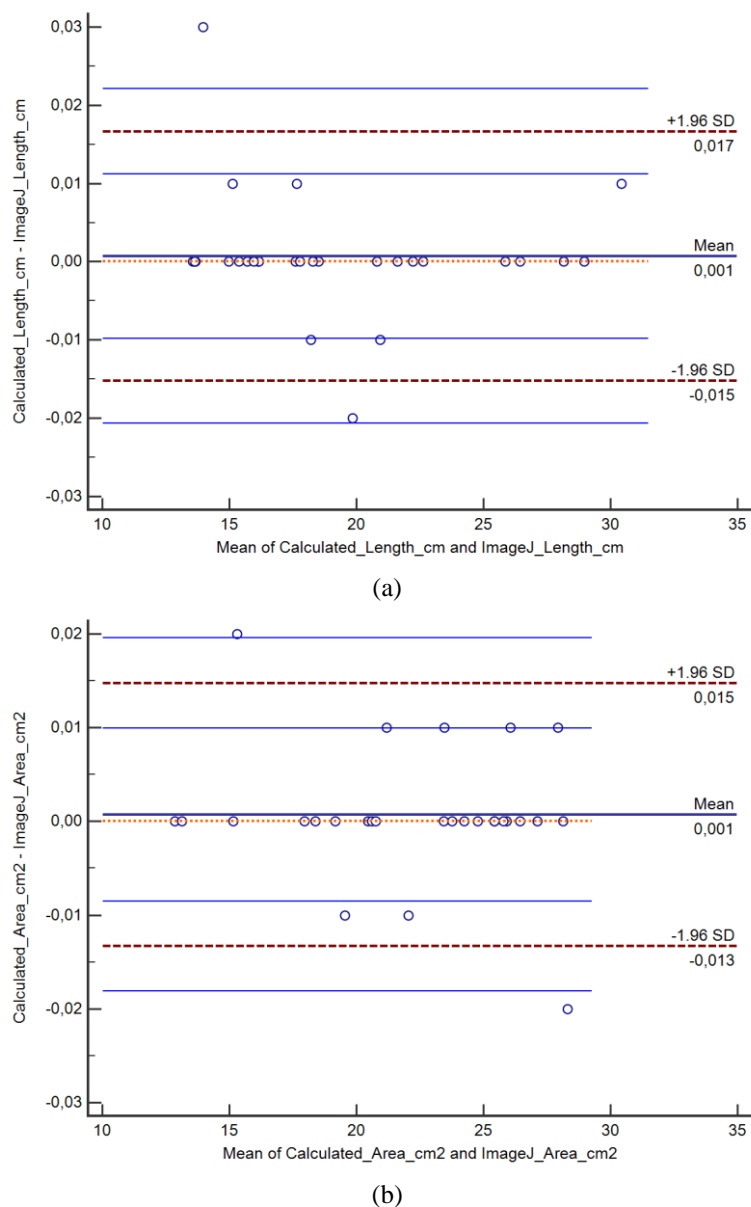 0,03
0,02
0,01
0,00
-0,01
-0,02
-0,03
Calculated_Length_cm - ImageJ_Length_cm
+1.96 SD
0,017
Mean
0,001
-1.96 SD
-0,015
10 15 20 25 30 35
Mean of Calculated_Length_cm and ImageJ_Length_cm
(a)
0,02
0,01
0,00
-0,01
-0,02
-0,03
Calculated_Area_cm2 - ImageJ_Area_cm2
+1.96 SD
0,015
Mean
0,001
-1.96 SD
-0,013
10 15 20 25 30 35
Mean of Calculated_Area_cm2 and ImageJ_Area_cm2
(b)